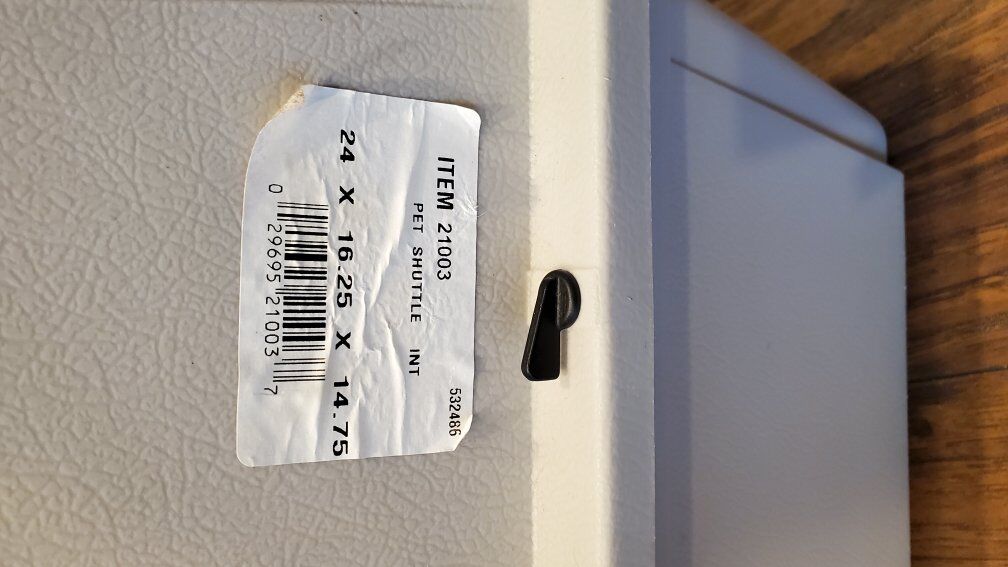 532486
ITEM 21003
PET SHUTTLE INT
24 X 16.25 X 14.75
0 29695 21003 7